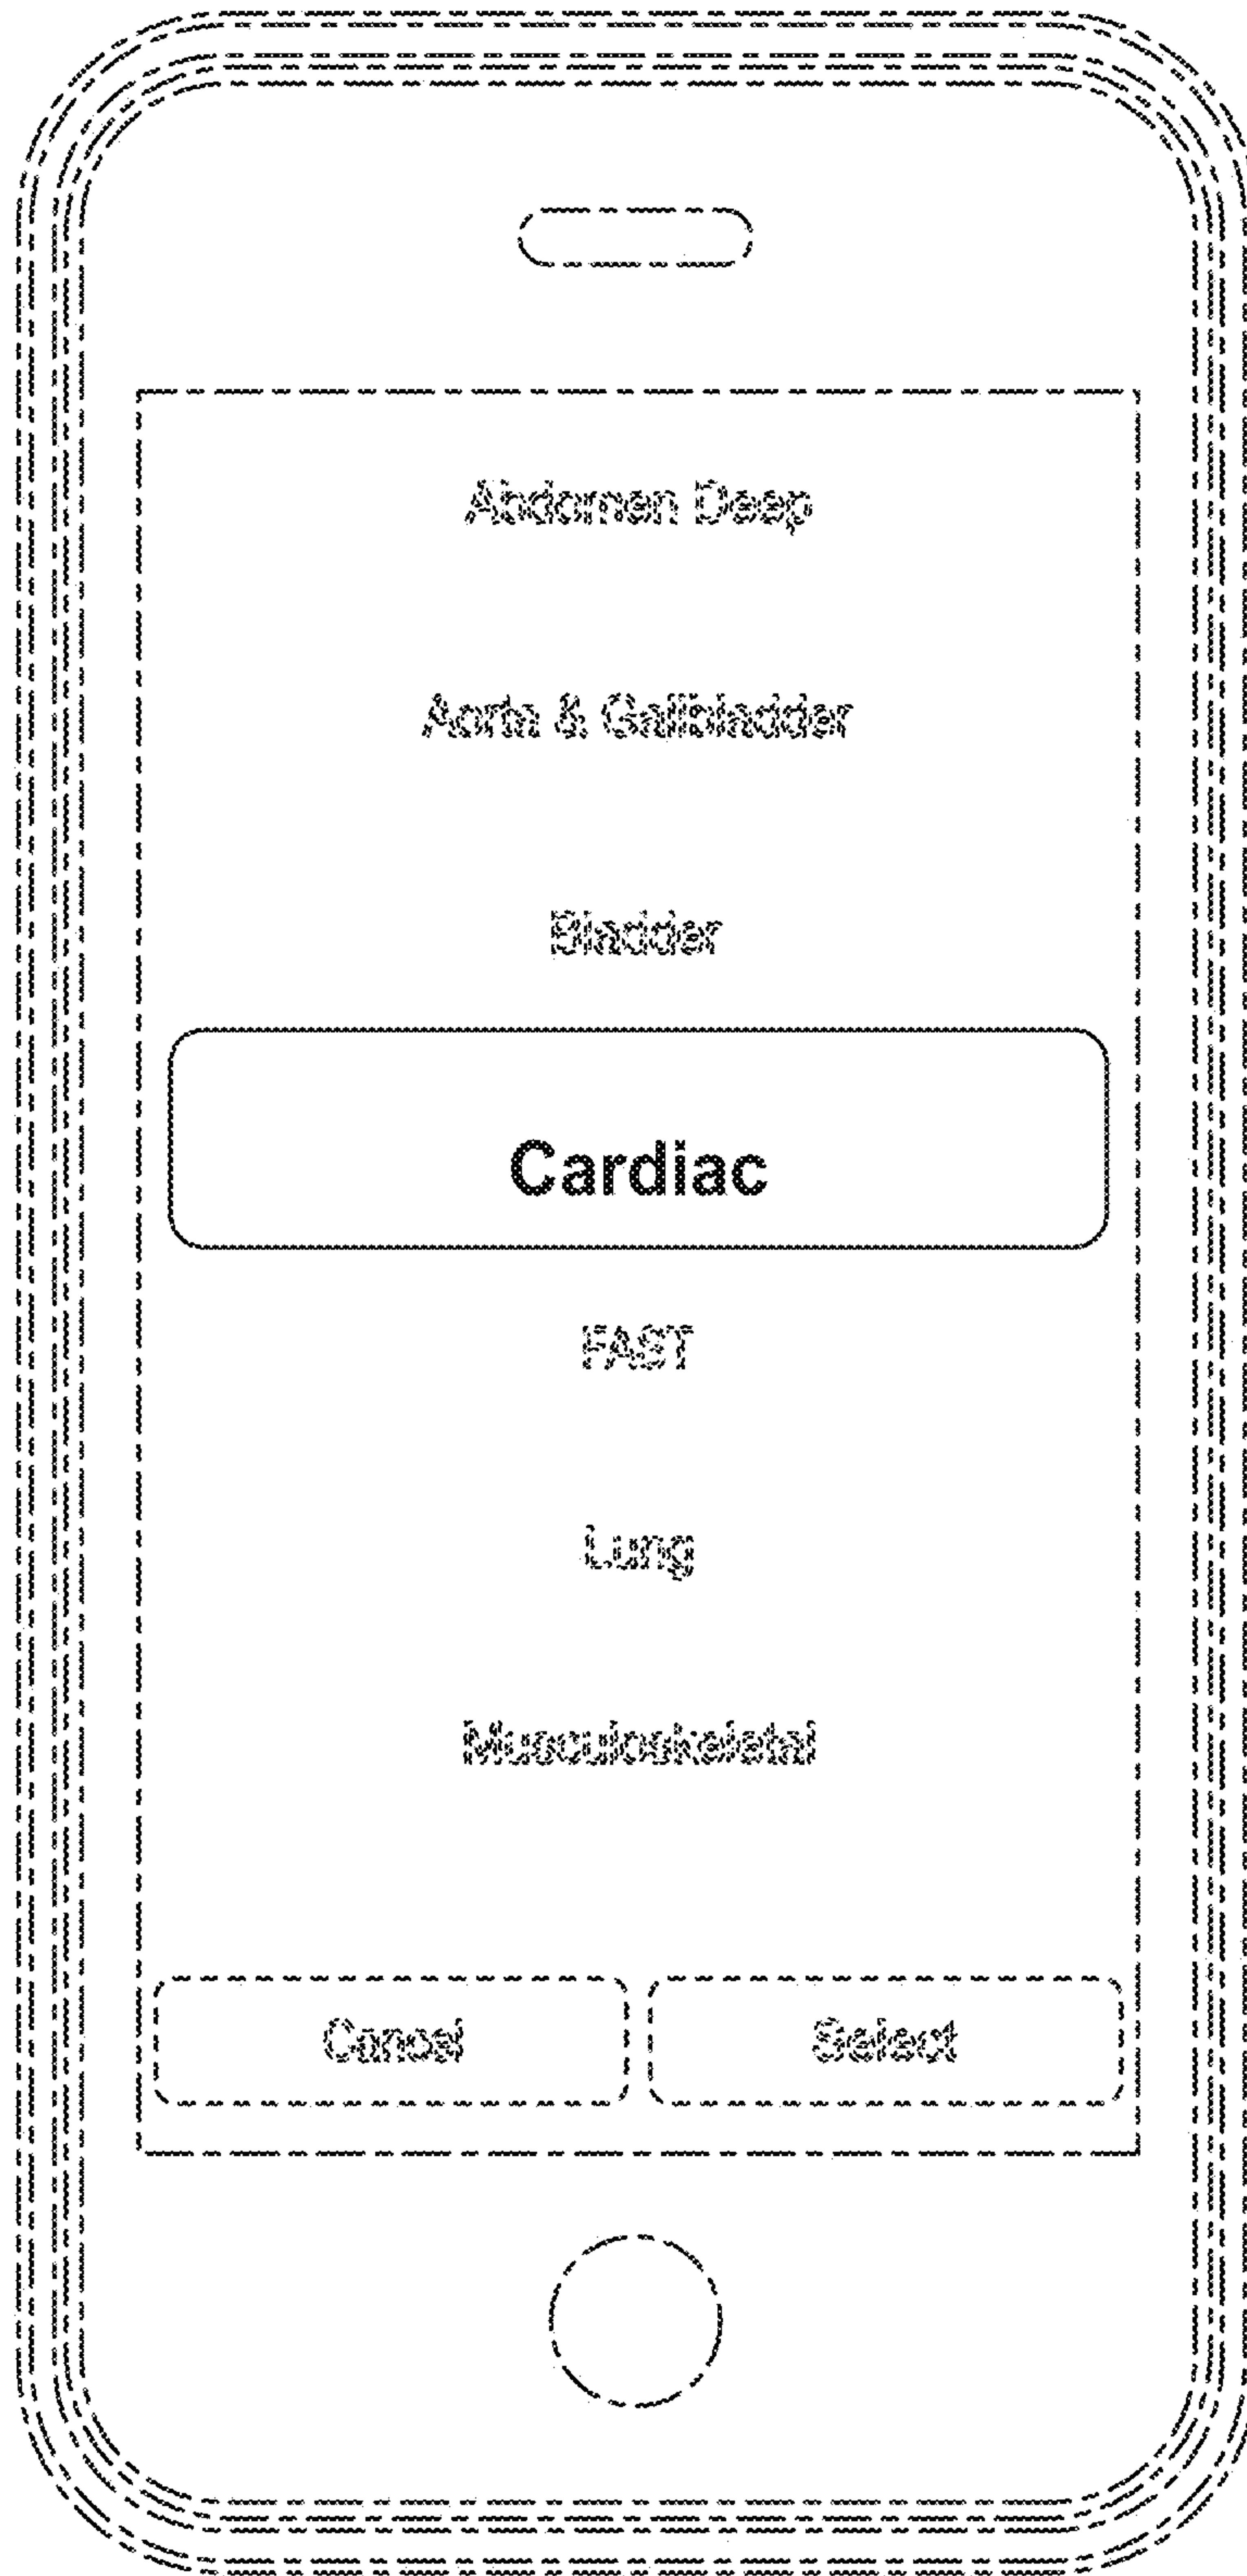 Abdomen Deep
Aorta & Gallbladder
Bladder
Cardiac
FAST
Lung
Musculoskeletal
Cancel Select